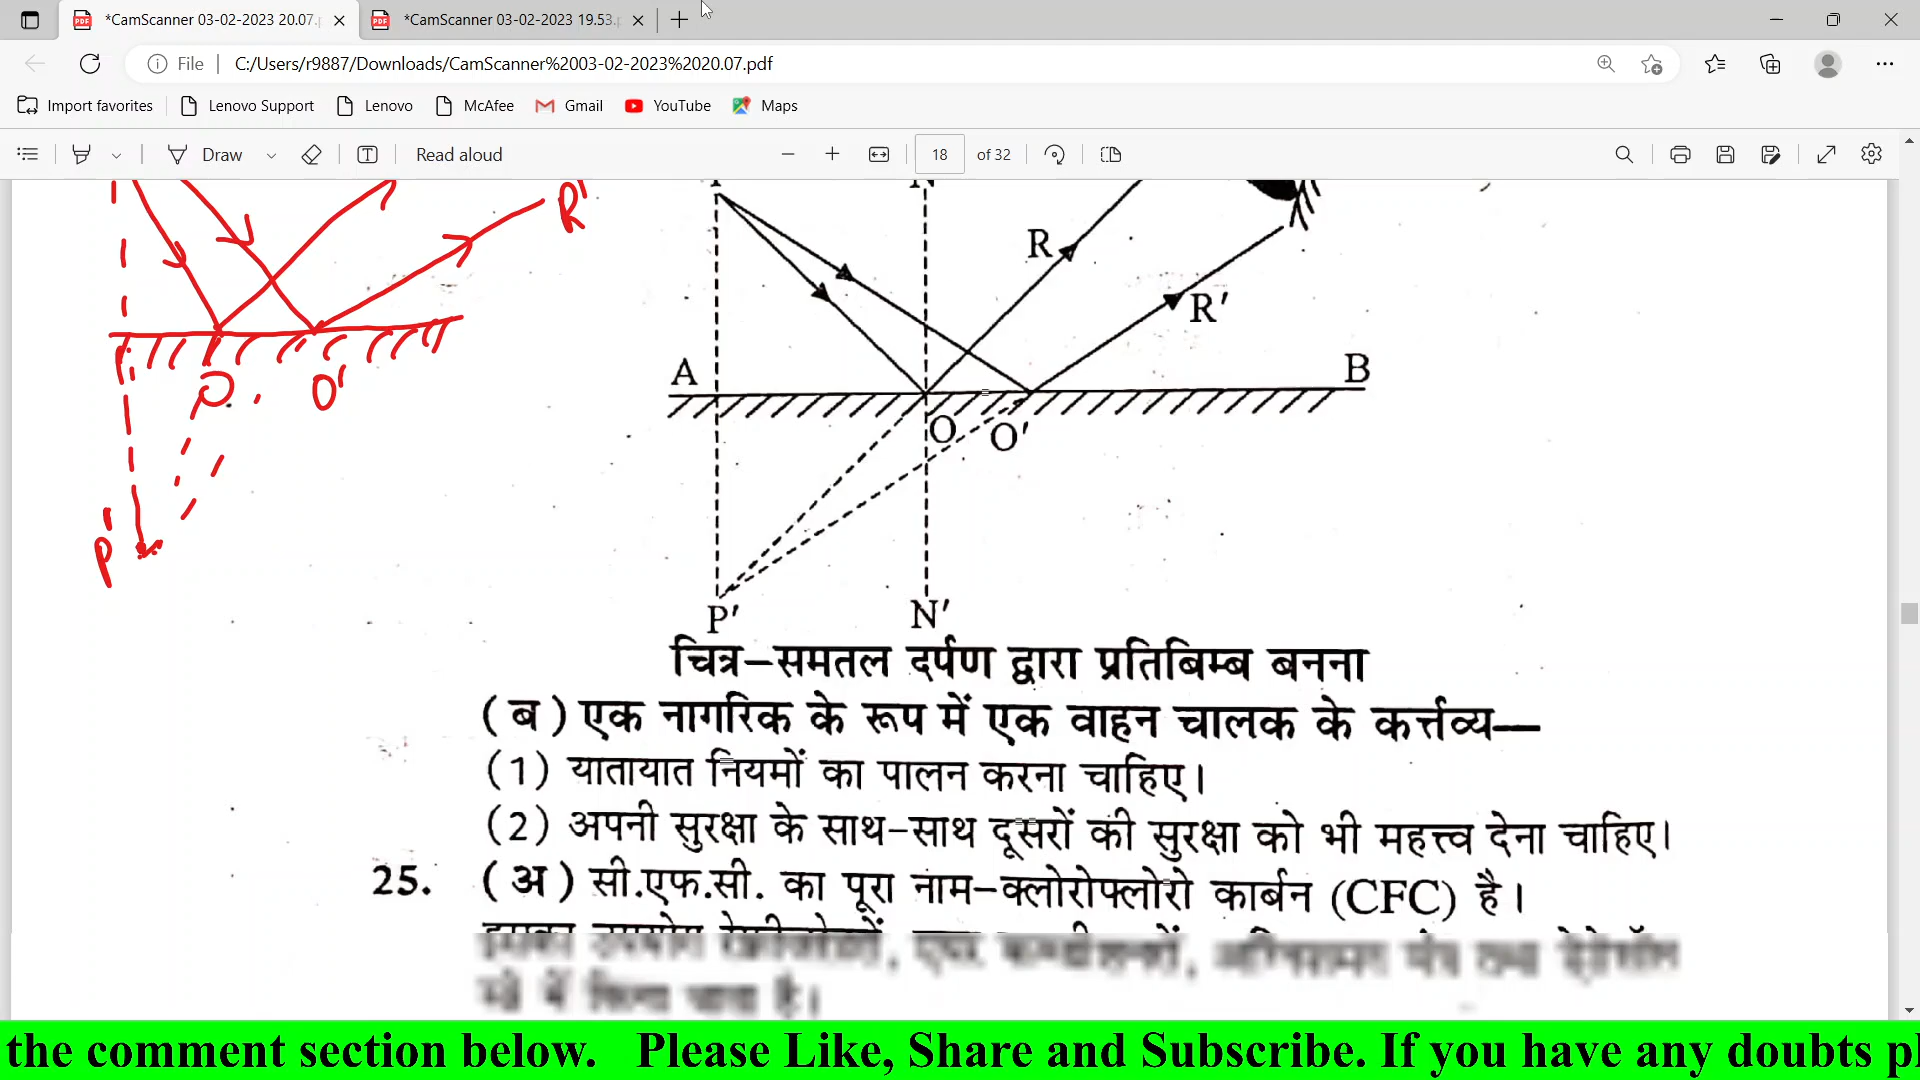 *CamScanner 03-02-2023 20.07.p
*CamScanner 03-02-2023 19.53.p
File
C:/Users/r9887/Downloads/CamScanner%2003-02-2023%2020.07.pdf
Import favorites
Lenovo Support
Lenovo
McAfee
Gmail
YouTube
Maps
Draw
Read aloud
18
of 32
R'
N
R
R'
A
B
O
O'
O
O'
P'
P'
N'
चित्र–समतल दर्पण द्वारा प्रतिबिम्ब बनना
(ब) एक नागरिक के रूप में एक वाहन चालक के कर्त्तव्य—
(1) यातायात नियमों का पालन करना चाहिए।
(2) अपनी सुरक्षा के साथ-साथ दूसरों की सुरक्षा को भी महत्त्व देना चाहिए।
25. (अ) सी.एफ.सी. का पूरा नाम–क्लोरोफ्लोरो कार्बन (CFC) है।
the comment section below. Please Like, Share and Subscribe. If you have any doubts pl